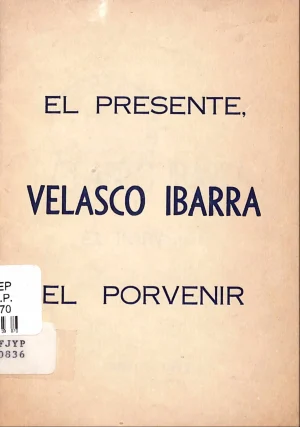 EL PRESENTE,
VELASCO IBARRA
EL PORVENIR
EP
.P.
70
FJYP
0836